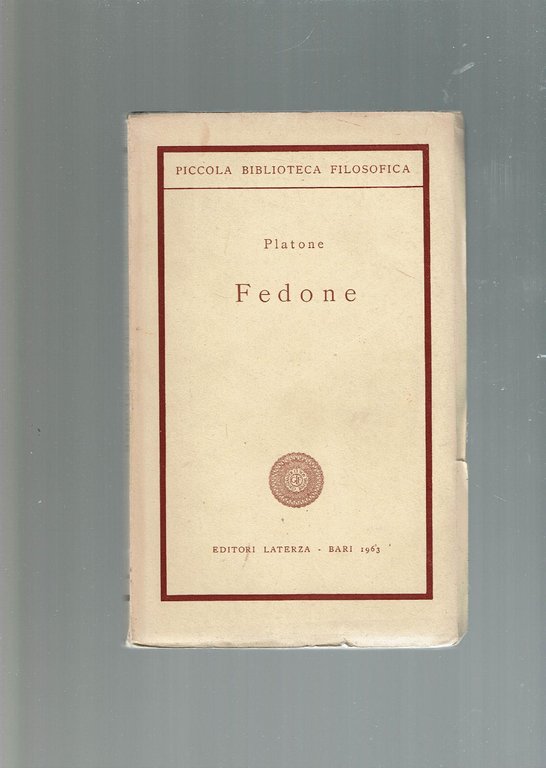 PICCOLA BIBLIOTECA FILOSOFICA
Platone
Fedone
EDITORI LATERZA - BARI 1963